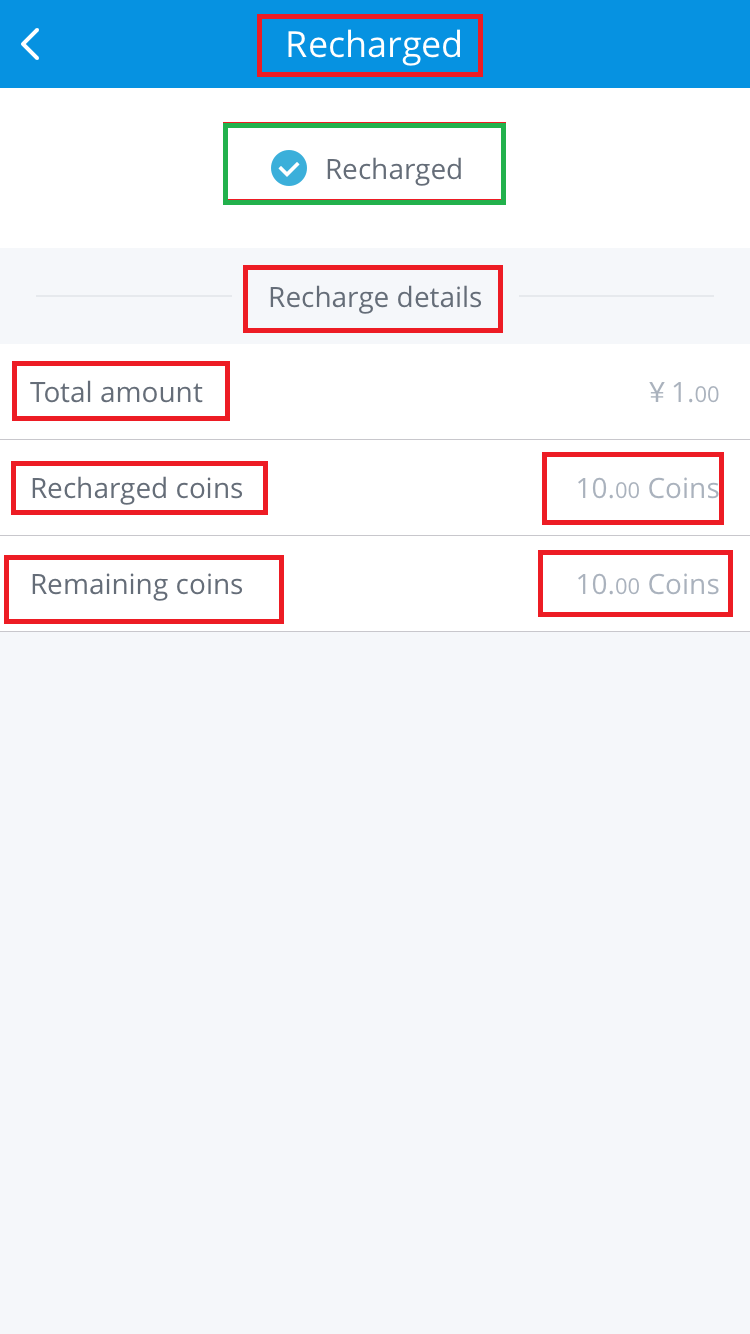 Recharged
Recharged
Recharge details
Total amount ¥ 1.00
Recharged coins 10.00 Coins
Remaining coins 10.00 Coins